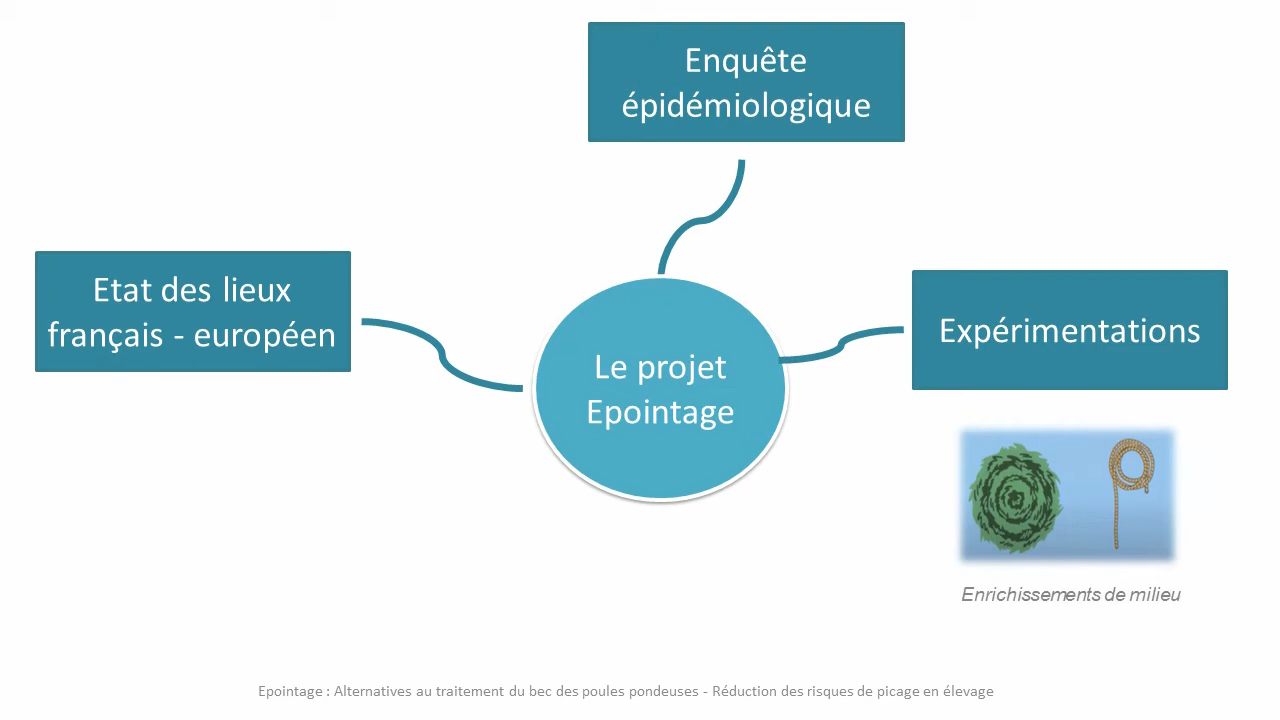 Enquête
épidémiologique
Etat des lieux
français - européen
Expérimentations
Le projet
Epointage
Enrichissements de milieu
Epointage : Alternatives au traitement du bec des poules pondeuses - Réduction des risques de picage en élevage